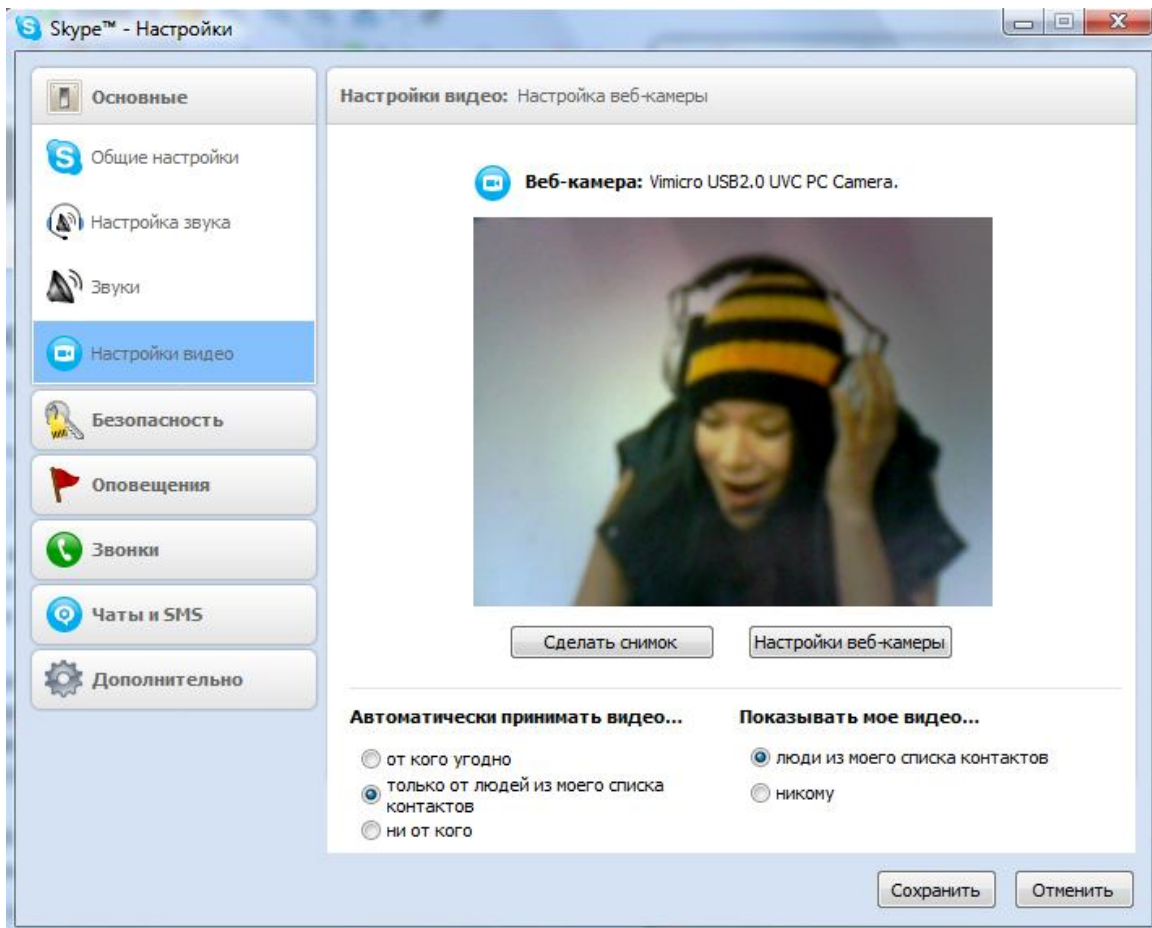 Skype™ - Настройки
Основные
Общие настройки
Настройка звука
Звуки
Настройки видео
Безопасность
Оповещения
Звонки
Чаты и SMS
Дополнительно
Настройки видео: Настройка веб-камеры
Веб-камера: Vimicro USB2.0 UVC PC Camera.
Сделать снимок
Настройки веб-камеры
Автоматически принимать видео...
от кого угодно
только от людей из моего списка
контактов
ни от кого
Показывать мое видео...
люди из моего списка контактов
никому
Сохранить
Отменить